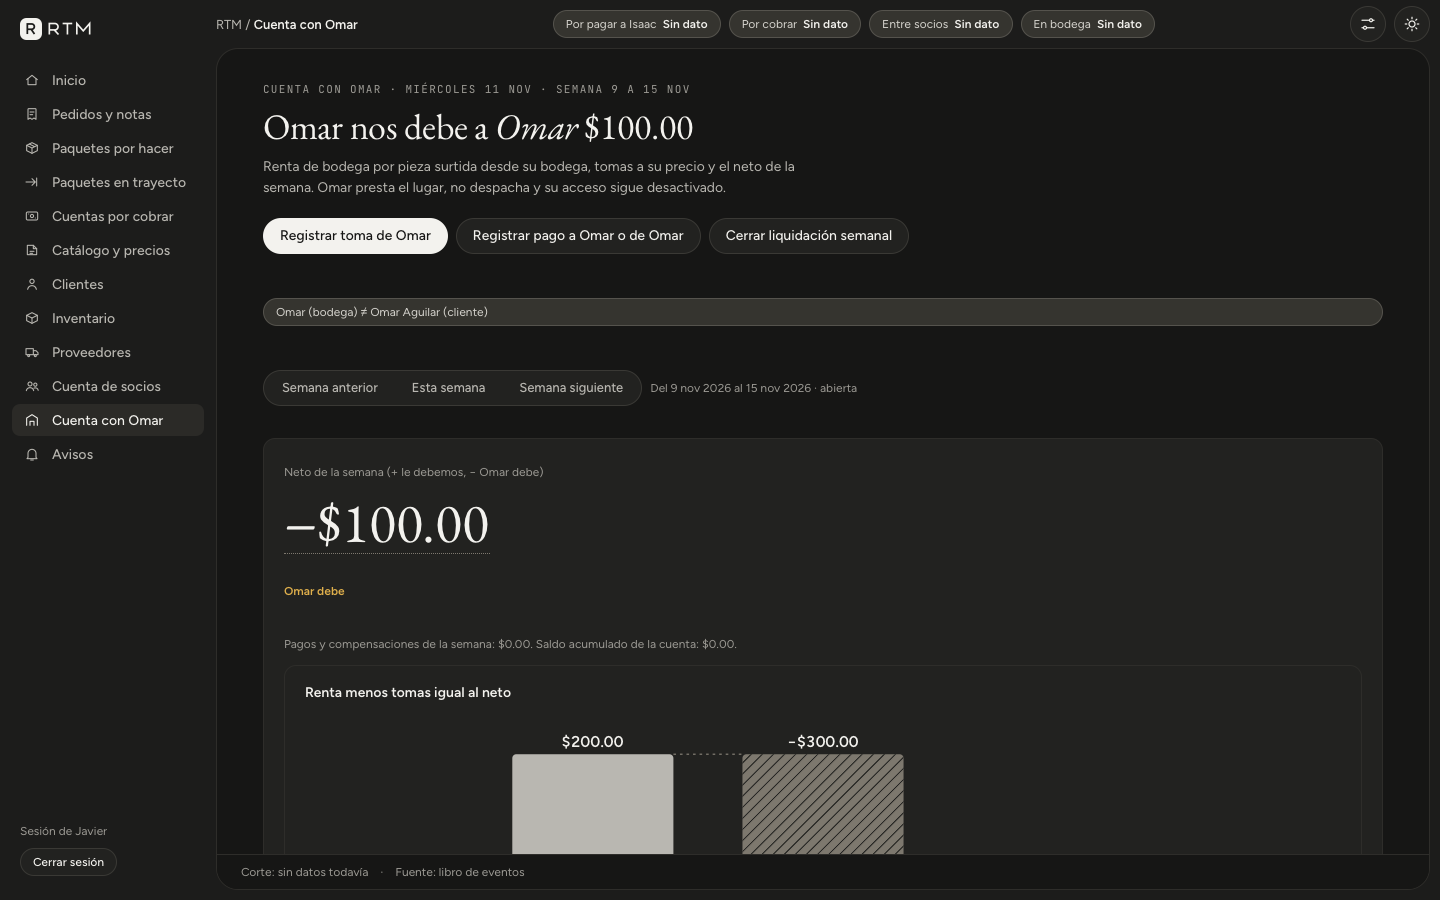 R RTM
RTM / Cuenta con Omar
Por pagar a Isaac Sin dato
Por cobrar Sin dato
Entre socios Sin dato
En bodega Sin dato
Inicio
Pedidos y notas
Paquetes por hacer
Paquetes en trayecto
Cuentas por cobrar
Catálogo y precios
Clientes
Inventario
Proveedores
Cuenta de socios
Cuenta con Omar
Avisos
Sesión de Javier
Cerrar sesión
CUENTA CON OMAR · MIÉRCOLES 11 NOV · SEMANA 9 A 15 NOV
Omar nos debe a Omar $100.00
Renta de bodega por pieza surtida desde su bodega, tomas a su precio y el neto de la
semana. Omar presta el lugar, no despacha y su acceso sigue desactivado.
Registrar toma de Omar
Registrar pago a Omar o de Omar
Cerrar liquidación semanal
Omar (bodega) ≠ Omar Aguilar (cliente)
Semana anterior
Esta semana
Semana siguiente
Del 9 nov 2026 al 15 nov 2026 · abierta
Neto de la semana (+ le debemos, − Omar debe)
−$100.00
Omar debe
Pagos y compensaciones de la semana: $0.00. Saldo acumulado de la cuenta: $0.00.
Renta menos tomas igual al neto
$200.00
−$300.00
Corte: sin datos todavía · Fuente: libro de eventos